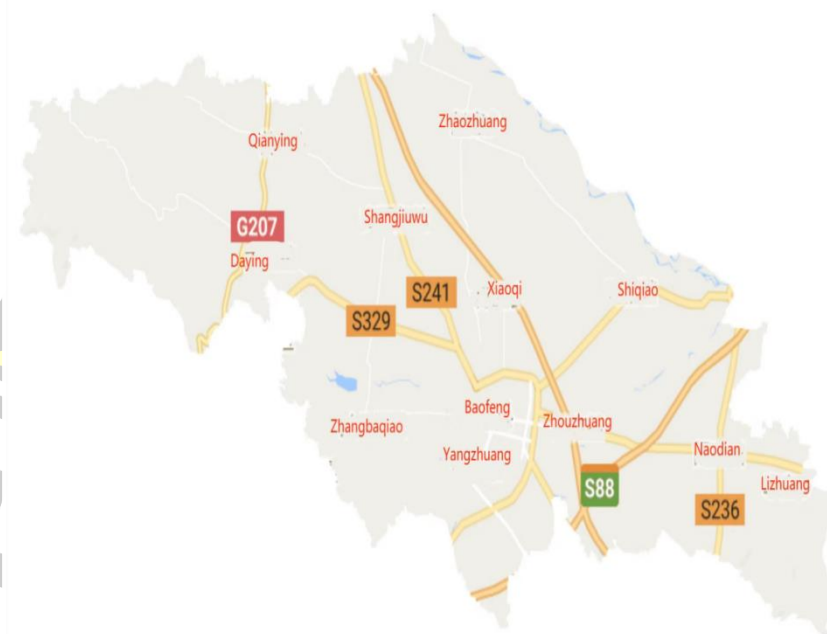 Zhaozhuang
Qianying
Shangjiuwu
G207
Daying
S241
Xiaoqi
Shiqiao
S329
Baofeng
Zhouzhuang
Zhangbaqiao
Yangzhuang
Naodian
Lizhuang
S88
S236